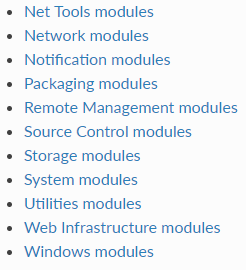 Net Tools modules
Network modules
Notification modules
Packaging modules
Remote Management modules
Source Control modules
Storage modules
System modules
Utilities modules
Web Infrastructure modules
Windows modules